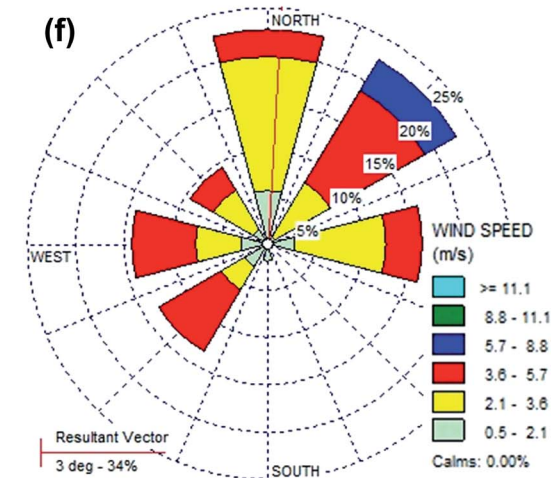 (f)
NORTH
25%
20%
15%
10%
5%
WEST
WIND SPEED
(m/s)
>= 11.1
8.8 - 11.1
5.7 - 8.8
3.6 - 5.7
2.1 - 3.6
0.5 - 2.1
Calms: 0.00%
Resultant Vector
3 deg - 34%
SOUTH